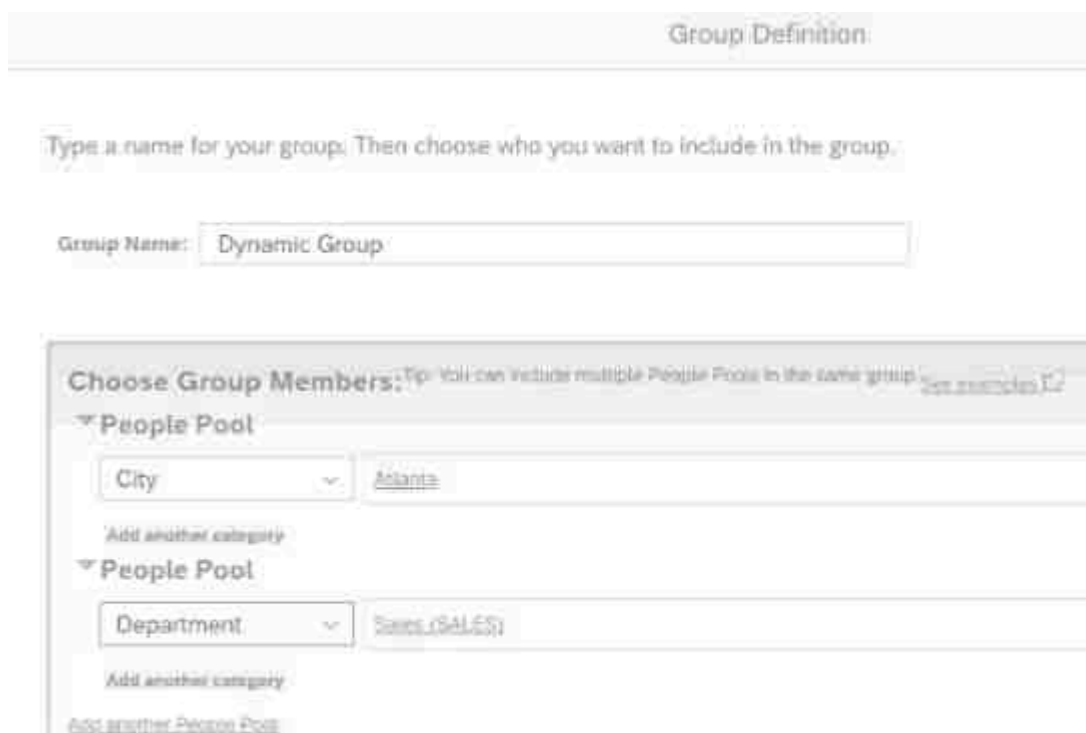 Group Definition
Type a name for your group. Then choose who you want to include in the group.
Group Name: Dynamic Group
Choose Group Members: Tip: You can include multiple People Pools in the same group. See examples
People Pool
City Atlanta
Add another category
People Pool
Department Sales (SALES)
Add another category
Add another People Pool